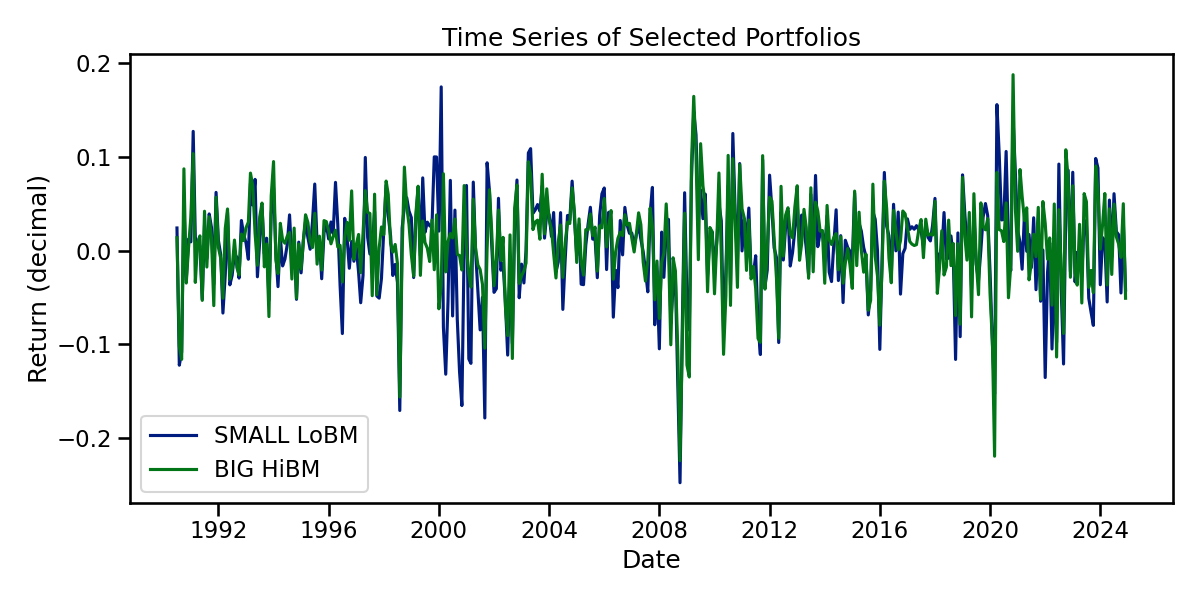 Time Series of Selected Portfolios
Return (decimal)
0.2
0.1
0.0
−0.1
−0.2
SMALL LoBM
BIG HiBM
1992 1996 2000 2004 2008 2012 2016 2020 2024
Date